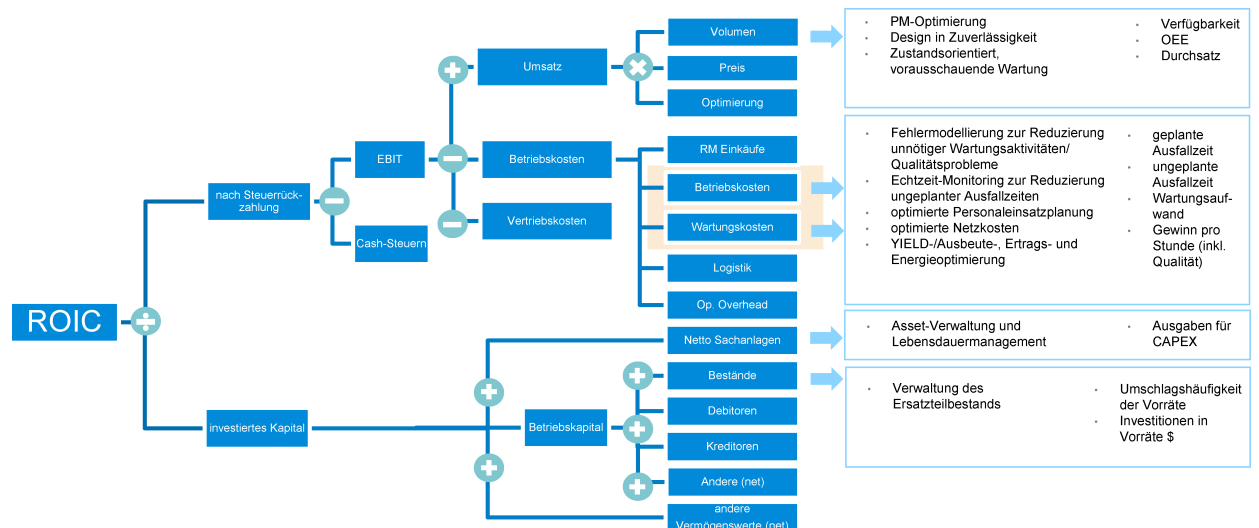 ROIC
nach Steuerrück-
zahlung
investiertes Kapital
EBIT
Cash-Steuern
Umsatz
Betriebskosten
Vertriebskosten
Betriebskapital
Volumen
Preis
Optimierung
RM Einkäufe
Betriebskosten
Wartungskosten
Logistik
Op. Overhead
Netto Sachanlagen
Bestände
Debitoren
Kreditoren
Andere (net)
andere
Vermögenswerte (net)
· PM-Optimierung
· Design in Zuverlässigkeit
· Zustandsorientiert,
vorausschauende Wartung
· Verfügbarkeit
· OEE
· Durchsatz
· Fehlermodellierung zur Reduzierung
unnötiger Wartungsaktivitäten/
Qualitätsprobleme
· Echtzeit-Monitoring zur Reduzierung
ungeplanter Ausfallzeiten
· optimierte Personaleinsatzplanung
· optimierte Netzkosten
· YIELD-/Ausbeute-, Ertrags- und
Energieoptimierung
· geplante
Ausfallzeit
· ungeplante
Ausfallzeit
· Wartungsauf-
wand
· Gewinn pro
Stunde (inkl.
Qualität)
· Asset-Verwaltung und
Lebensdauermanagement
· Ausgaben für
CAPEX
· Verwaltung des
Ersatzteilbestands
· Umschlagshäufigkeit
der Vorräte
· Investitionen in
Vorräte $